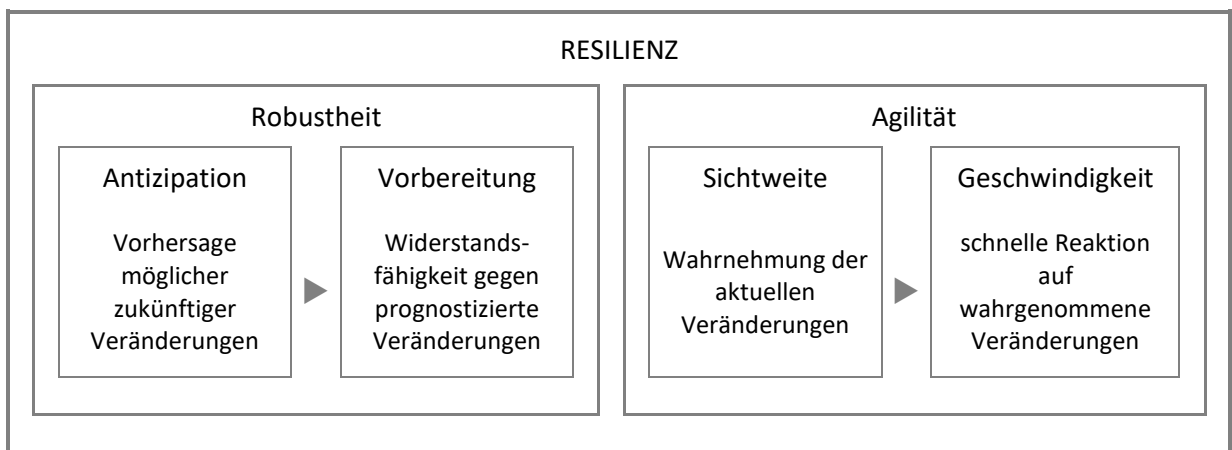 RESILIENZ
Robustheit
Antizipation
Vorhersage
möglicher
zukünftiger
Veränderungen
Vorbereitung
Widerstands-
fähigkeit gegen
prognostizierte
Veränderungen
Agilität
Sichtweite
Wahrnehmung der
aktuellen
Veränderungen
Geschwindigkeit
schnelle Reaktion
auf
wahrgenommene
Veränderungen